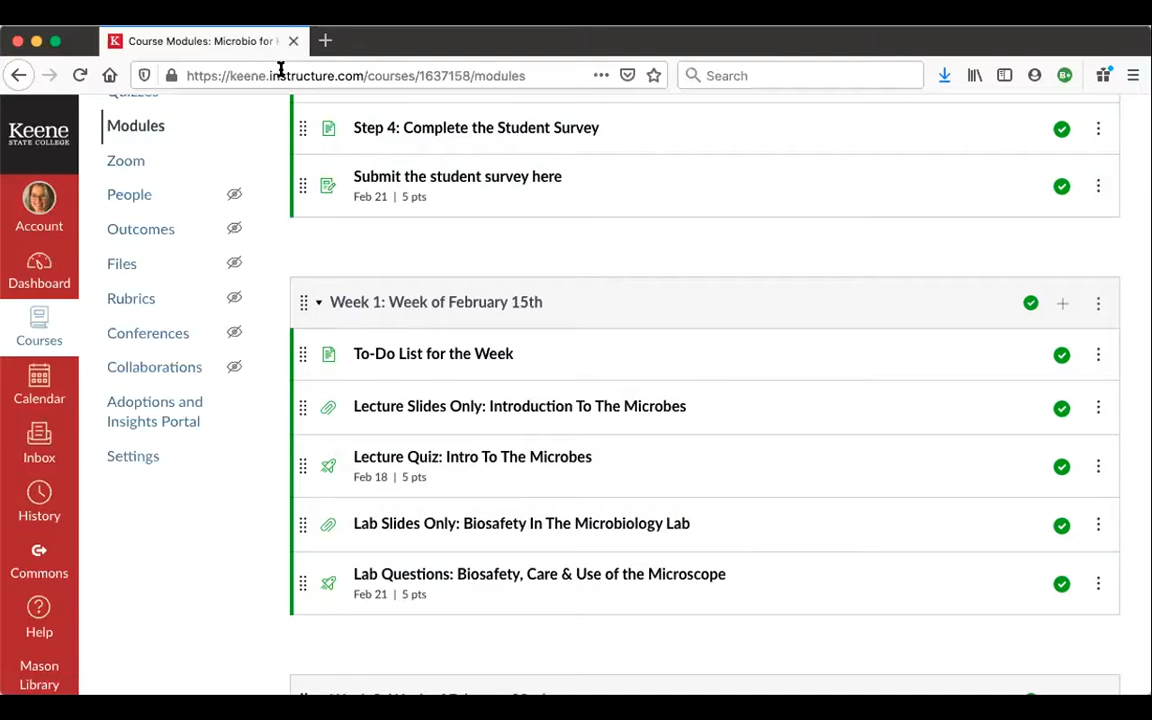 Course Modules: Microbio for
https://keene.instructure.com/courses/1637158/modules
Search
Keene
STATE COLLEGE
Account
Dashboard
Courses
Calendar
Inbox
History
Commons
Help
Mason
Library
Quizzes
Modules
Zoom
People
Outcomes
Files
Rubrics
Conferences
Collaborations
Adoptions and
Insights Portal
Settings
Step 4: Complete the Student Survey
Submit the student survey here
Feb 21 | 5 pts
Week 1: Week of February 15th
To-Do List for the Week
Lecture Slides Only: Introduction To The Microbes
Lecture Quiz: Intro To The Microbes
Feb 18 | 5 pts
Lab Slides Only: Biosafety In The Microbiology Lab
Lab Questions: Biosafety, Care & Use of the Microscope
Feb 21 | 5 pts